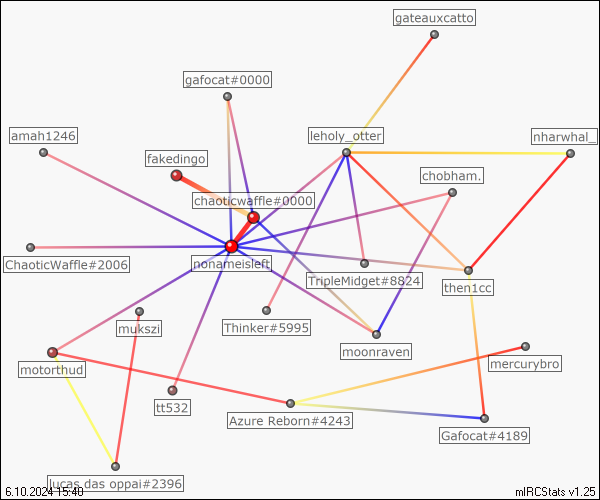 gateauxcatto
gafocat#0000
amah1246
leholy_otter
nharwhal_
fakedingo
chobham.
chaoticwaffle#0000
ChaoticWaffle#2006
nonameisleft
TripleMidget#8824
then1cc
mukszi
Thinker#5995
moonraven
motorthud
mercurybro
tt532
Azure Reborn#4243
Gafocat#4189
lucas das oppai#2396
6.10.2024 15:40
mIRCStats v1.25